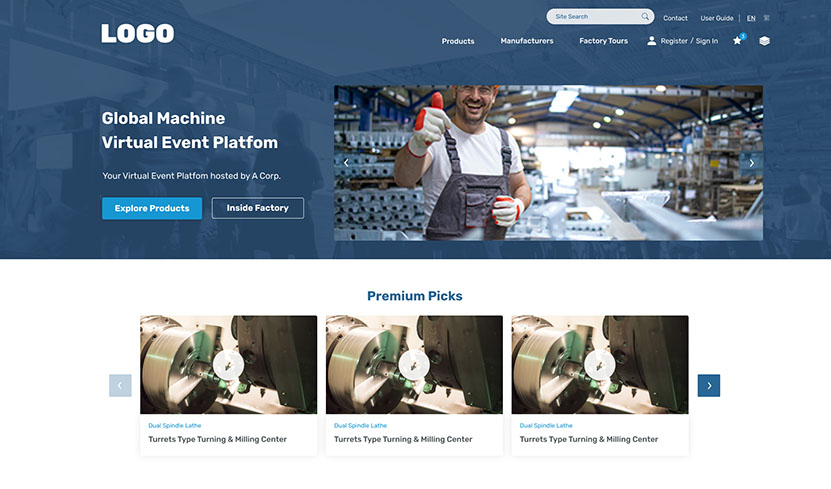 Site Search
Contact
User Guide
EN
繁
LOGO
Products
Manufacturers
Factory Tours
Register / Sign In
3
Global Machine
Virtual Event Platfom
Your Virtual Event Platfom hosted by A Corp.
Explore Products
Inside Factory
Premium Picks
Dual Spindle Lathe
Turrets Type Turning & Milling Center
Dual Spindle Lathe
Turrets Type Turning & Milling Center
Dual Spindle Lathe
Turrets Type Turning & Milling Center